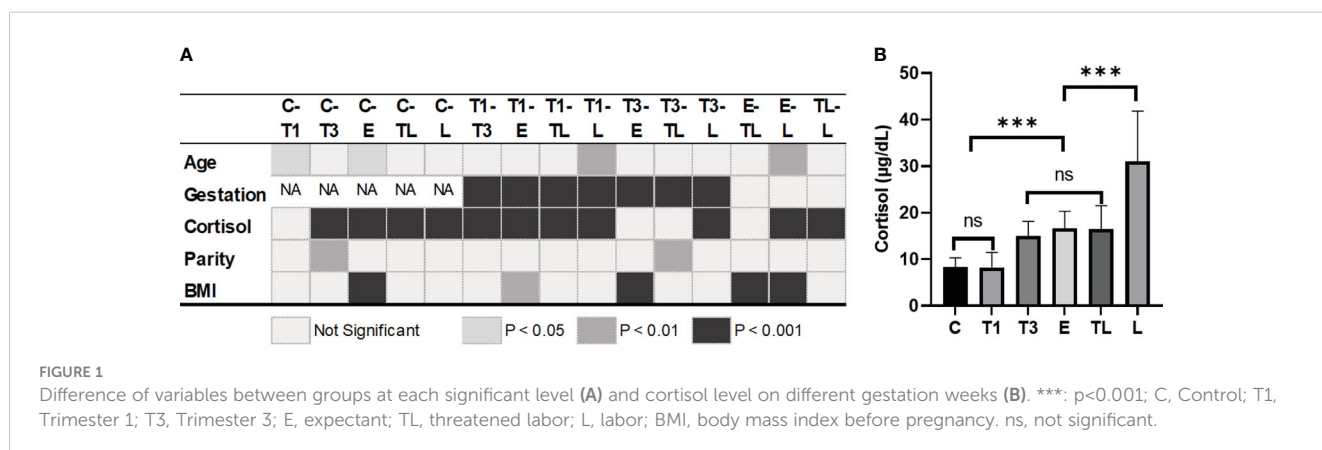 A
C- C- C- C- C- T1- T1- T1- T1- T3- T3- T3- E- E- TL-
T1 T3 E TL L T3 E TL L E TL L TL L L
Age
Gestation NA NA NA NA NA
Cortisol
Parity
BMI
Not Significant P < 0.05 P < 0.01 P < 0.001
B
Cortisol (µg/dL)
50
40
30
20
10
0
ns
***
ns
***
C T1 T3 E TL L
FIGURE 1
Difference of variables between groups at each significant level (A) and cortisol level on different gestation weeks (B). ***: p<0.001; C, Control; T1,
Trimester 1; T3, Trimester 3; E, expectant; TL, threatened labor; L, labor; BMI, body mass index before pregnancy. ns, not significant.